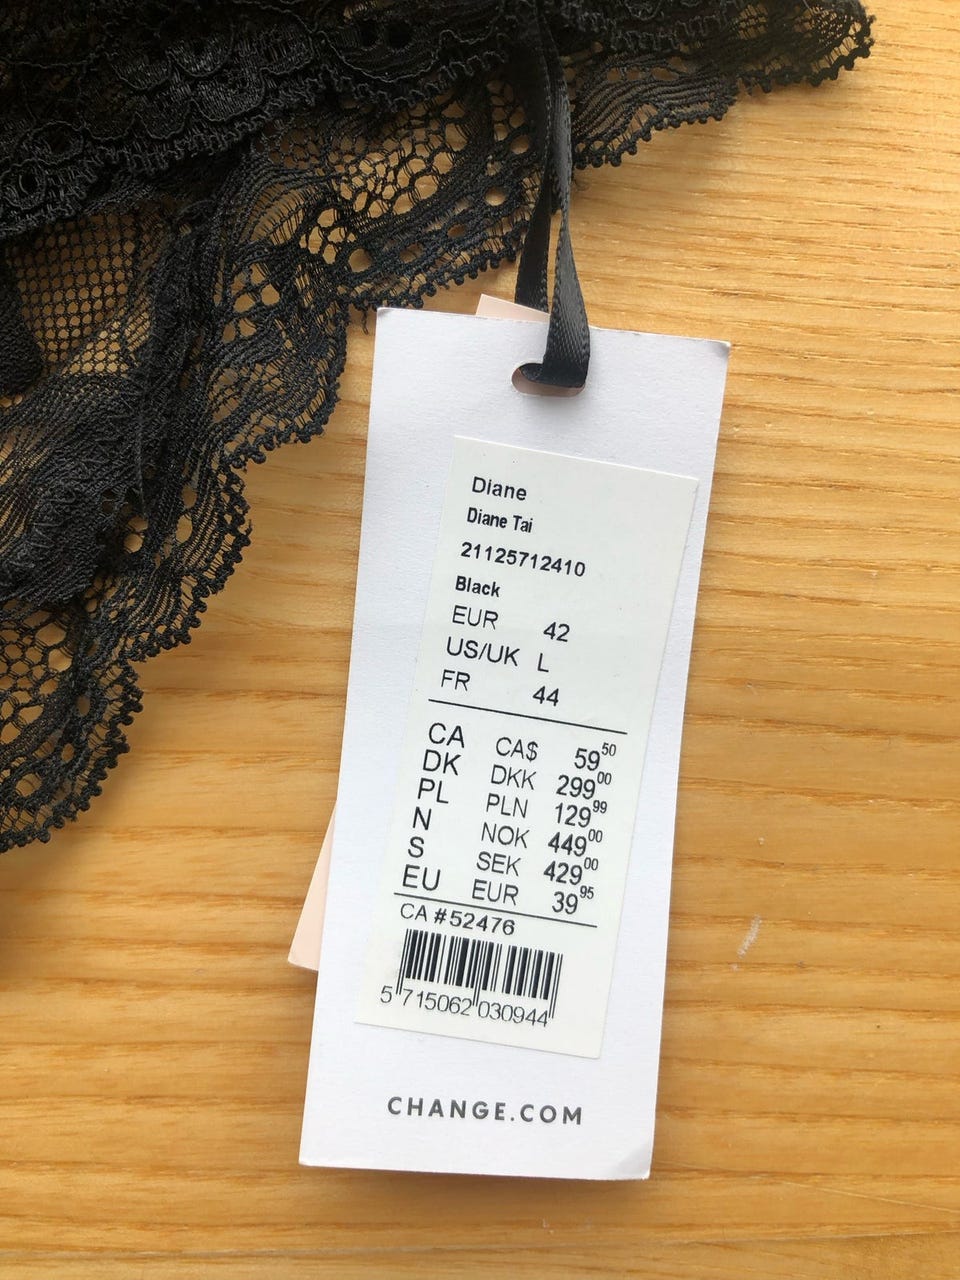 Diane
Diane Tai
21125712410
Black
EUR 42
US/UK L
FR 44
CA CA$ 59 50
DK DKK 299 00
PL PLN 129 99
N NOK 449 00
S SEK 429 00
EU EUR 39 95
CA #52476
5 715062 030944
CHANGE.COM